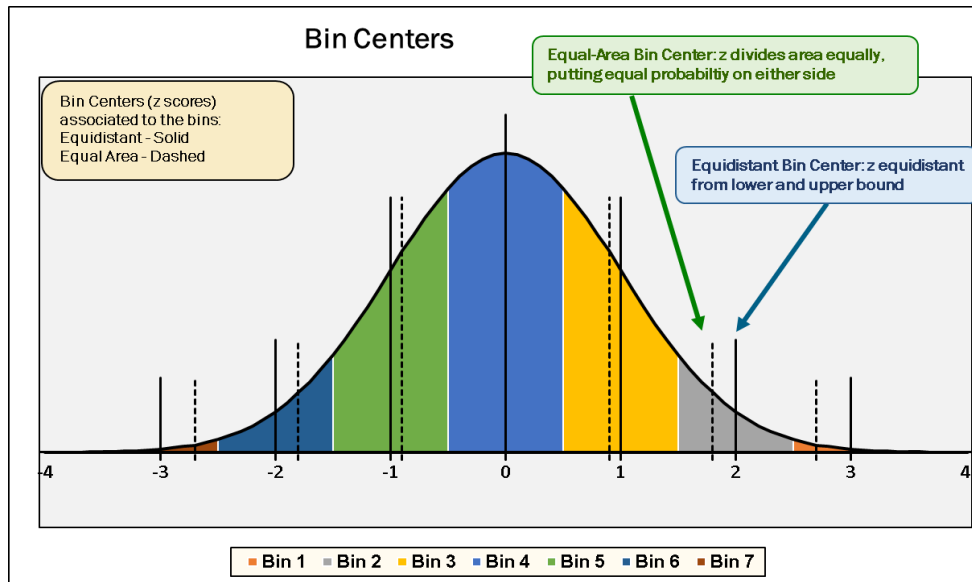 Bin Centers
Equal-Area Bin Center: z divides area equally,
putting equal probabiltiy on either side
Bin Centers (z scores)
associated to the bins:
Equidistant - Solid
Equal Area - Dashed
Equidistant Bin Center: z equidistant
from lower and upper bound
-4 -3 -2 -1 0 1 2 3 4
Bin 1 Bin 2 Bin 3 Bin 4 Bin 5 Bin 6 Bin 7